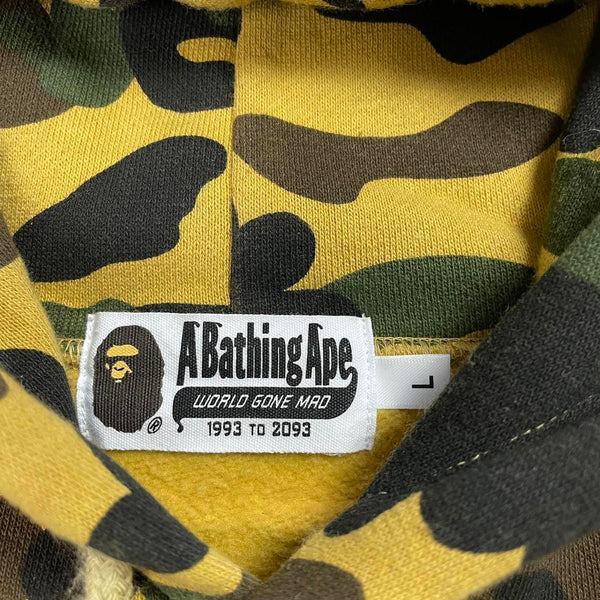 A Bathing Ape
WORLD GONE MAD
1993 TO 2093
®
L